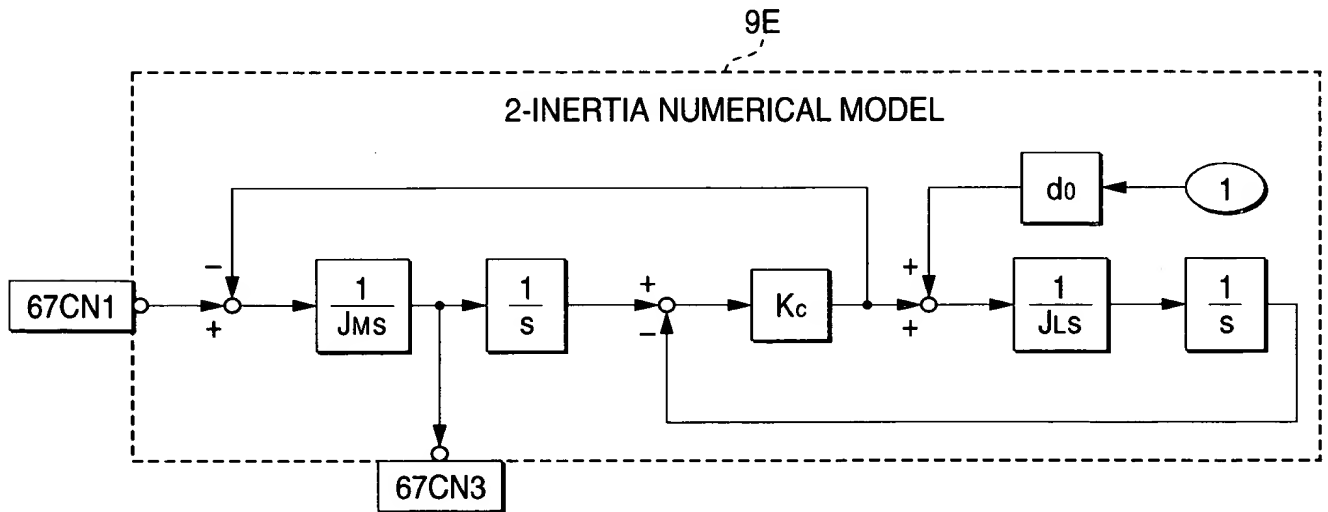 9E
2-INERTIA NUMERICAL MODEL
d0
1
−
+
67CN1
+
1
JMs
1
s
+
−
Kc
+
1
JLs
1
s
67CN3